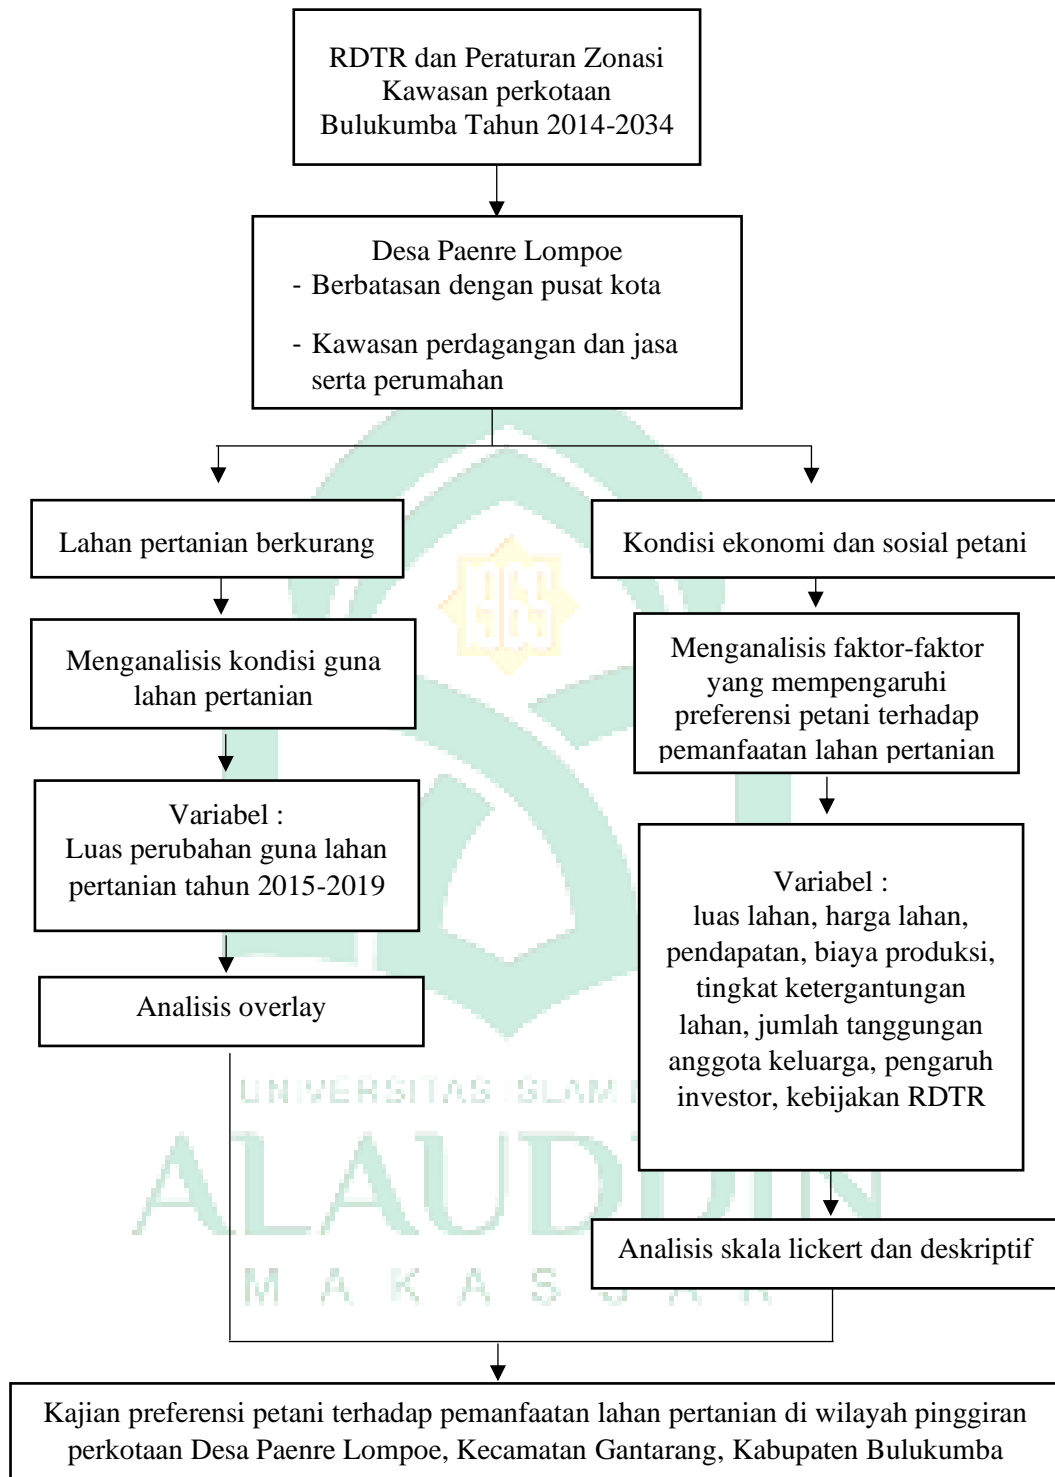 RDTR dan Peraturan Zonasi
Kawasan perkotaan
Bulukumba Tahun 2014-2034
Desa Paenre Lompoe
- Berbatasan dengan pusat kota
- Kawasan perdagangan dan jasa
serta perumahan
Lahan pertanian berkurang
Menganalisis kondisi guna
lahan pertanian
Variabel :
Luas perubahan guna lahan
pertanian tahun 2015-2019
Analisis overlay
Kondisi ekonomi dan sosial petani
Menganalisis faktor-faktor
yang mempengaruhi
preferensi petani terhadap
pemanfaatan lahan pertanian
Variabel :
luas lahan, harga lahan,
pendapatan, biaya produksi,
tingkat ketergantungan
lahan, jumlah tanggungan
anggota keluarga, pengaruh
investor, kebijakan RDTR
Analisis skala lickert dan deskriptif
UNIVERSITAS ISLAM
ALAUDDIN
MAKASSAR
Kajian preferensi petani terhadap pemanfaatan lahan pertanian di wilayah pinggiran
perkotaan Desa Paenre Lompoe, Kecamatan Gantarang, Kabupaten Bulukumba